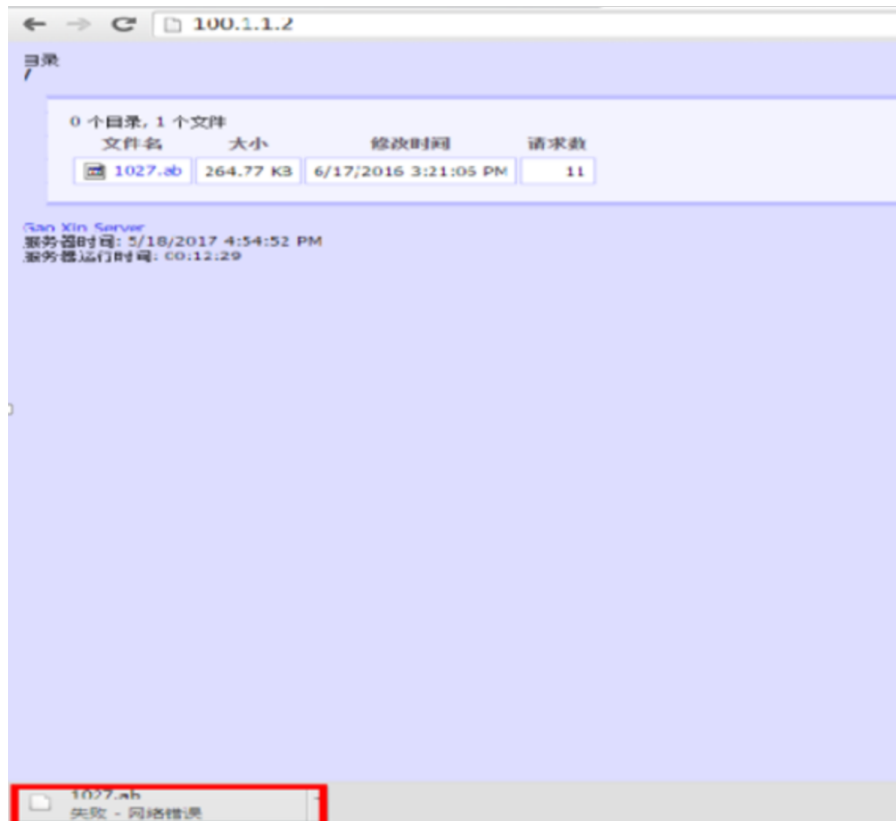 100.1.1.2
目录
/
0 个目录, 1 个文件
文件名 大小 修改时间 请求数
1027.ab 264.77 KB 6/17/2016 3:21:05 PM 11
Gao Xin Server
服务器时间: 5/18/2017 4:54:52 PM
服务器运行时间: 00:12:29
1027.ab
失败 - 网络错误